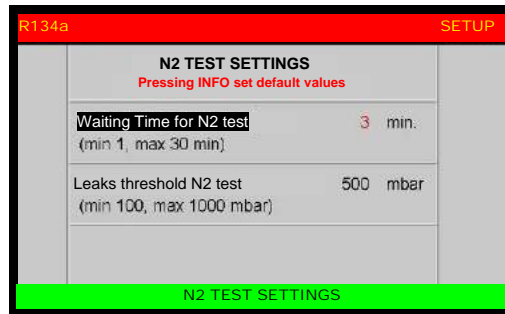 R134a SETUP
N2 TEST SETTINGS
Pressing INFO set default values
Waiting Time for N2 test 3 min.
(min 1, max 30 min)
Leaks threshold N2 test 500 mbar
(min 100, max 1000 mbar)
N2 TEST SETTINGS